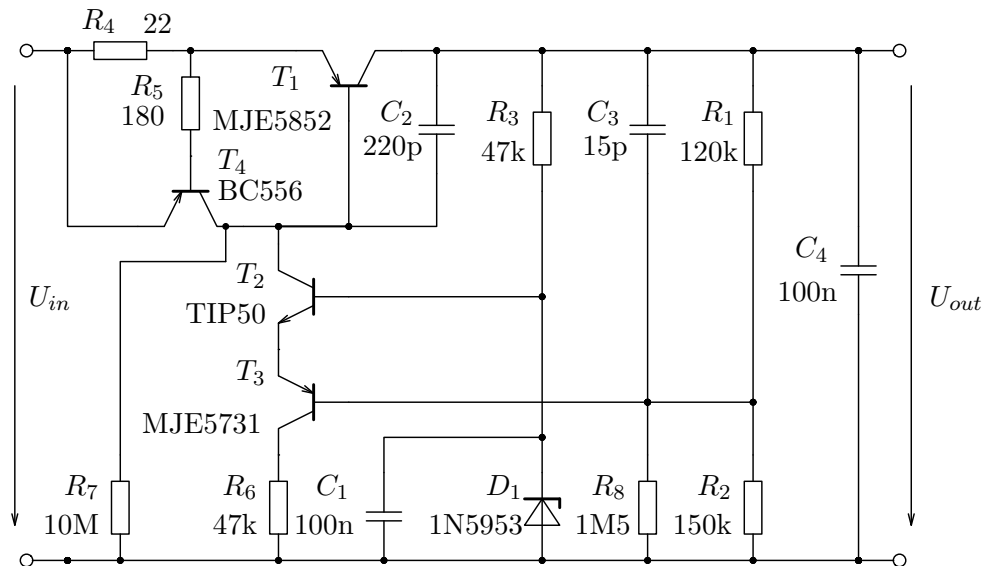 R4 22
T1
MJE5852
R5
180
C2
220p
R3
47k
C3
15p
R1
120k
T4
BC556
C4
100n
T2
TIP50
Uin
Uout
T3
MJE5731
R7
10M
R6
47k
C1
100n
D1
1N5953
R8
1M5
R2
150k